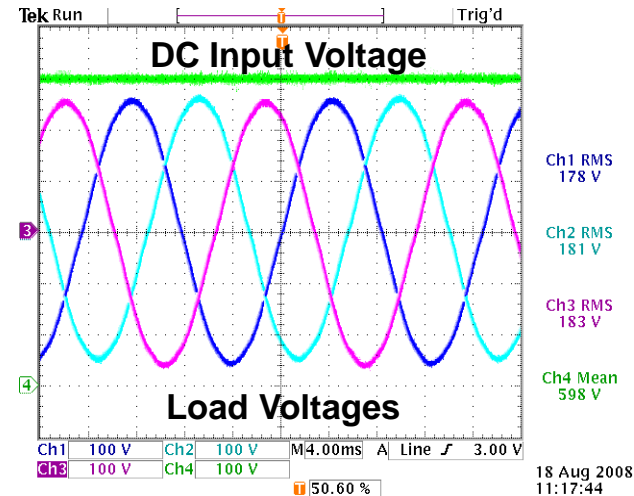 Tek Run Trig'd
T
T
DC Input Voltage
3
Ch1 RMS
178 V
Ch2 RMS
181 V
Ch3 RMS
183 V
Ch4 Mean
598 V
4
Load Voltages
Ch1 100 V Ch2 100 V M 4.00ms A Line ƒ 3.00 V
Ch3 100 V Ch4 100 V
T 50.60 %
18 Aug 2008
11:17:44